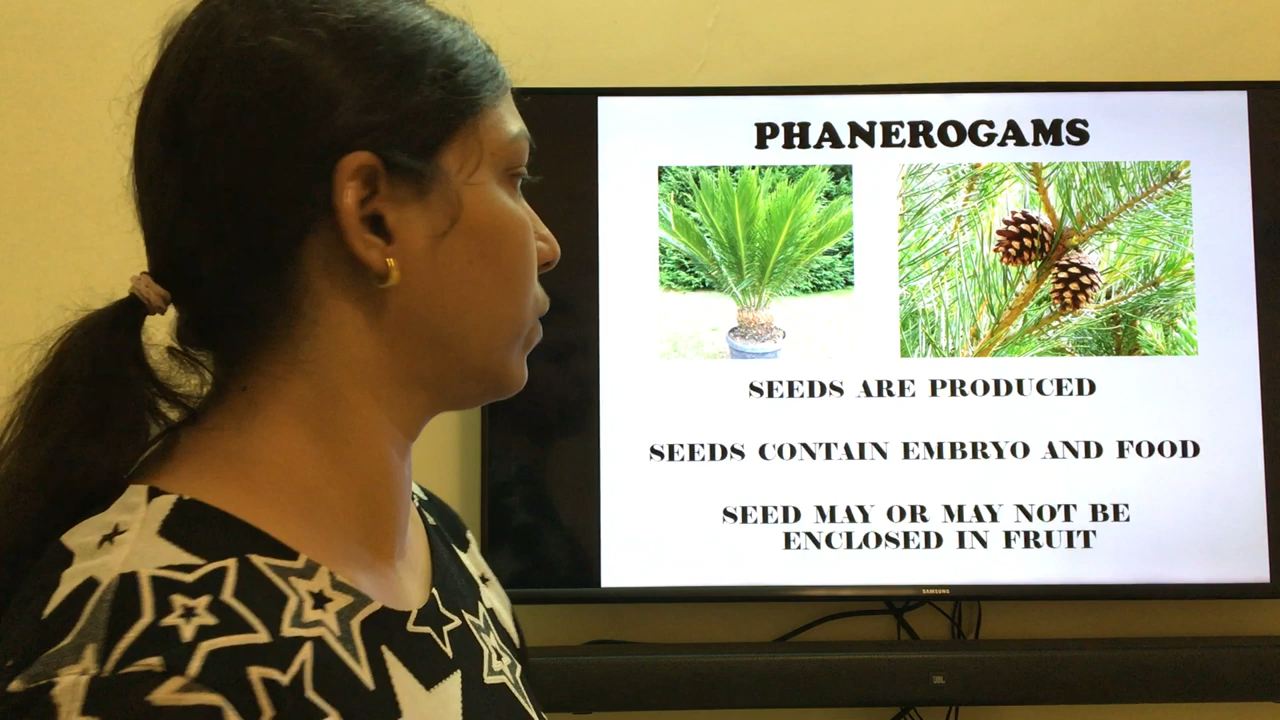 PHANEROGAMS
SEEDS ARE PRODUCED
SEEDS CONTAIN EMBRYO AND FOOD
SEED MAY OR MAY NOT BE
ENCLOSED IN FRUIT
SAMSUNG
JBL